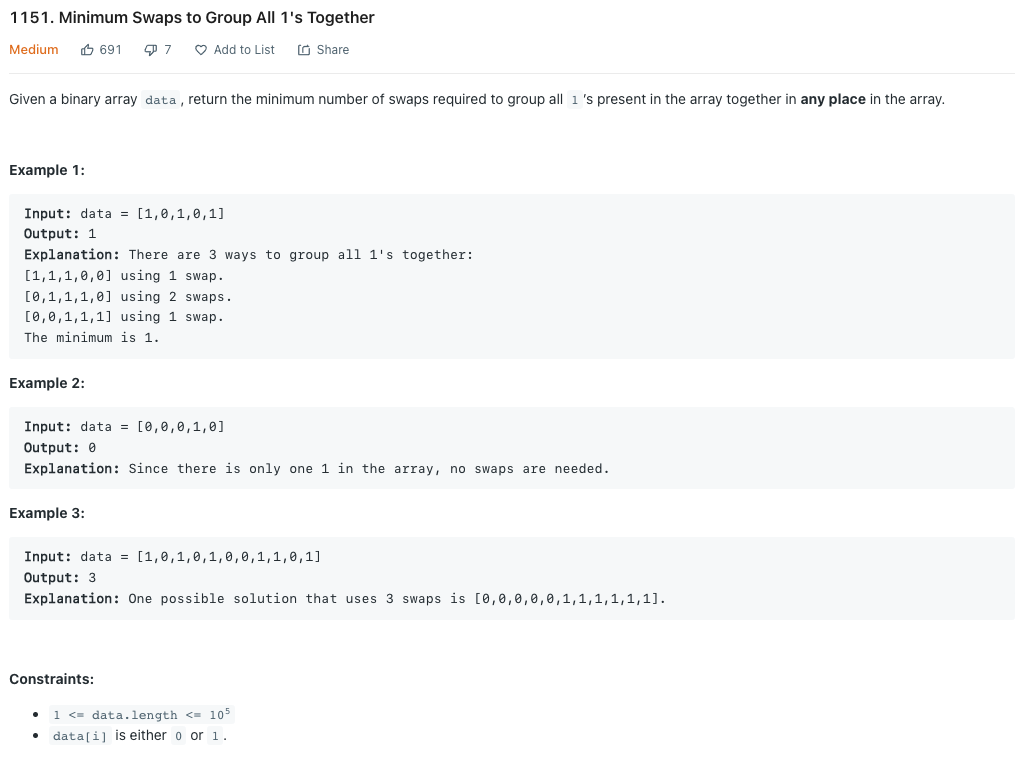 1151. Minimum Swaps to Group All 1's Together
Medium 691 7 Add to List Share
Given a binary array data, return the minimum number of swaps required to group all 1's present in the array together in any place in the array.
Example 1:
Input: data = [1,0,1,0,1]
Output: 1
Explanation: There are 3 ways to group all 1's together:
[1,1,1,0,0] using 1 swap.
[0,1,1,1,0] using 2 swaps.
[0,0,1,1,1] using 1 swap.
The minimum is 1.
Example 2:
Input: data = [0,0,0,1,0]
Output: 0
Explanation: Since there is only one 1 in the array, no swaps are needed.
Example 3:
Input: data = [1,0,1,0,1,0,0,1,1,0,1]
Output: 3
Explanation: One possible solution that uses 3 swaps is [0,0,0,0,0,1,1,1,1,1,1].
Constraints:
• 1 <= data.length <= 10⁵
• data[i] is either 0 or 1.